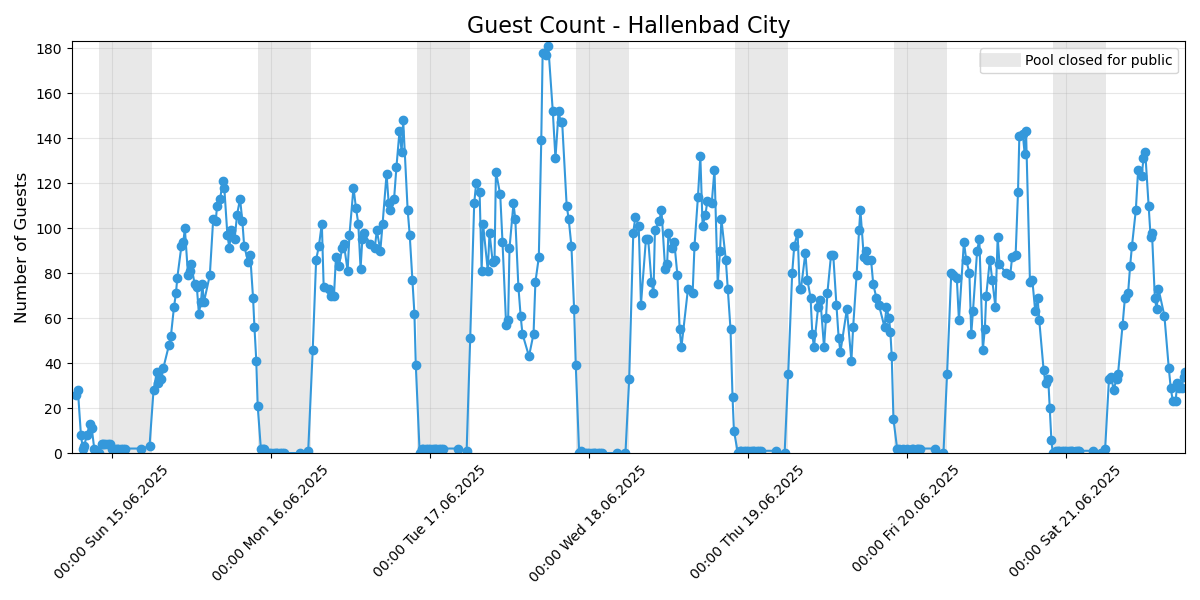 Guest Count - Hallenbad City
Pool closed for public
Number of Guests
180
160
140
120
100
80
60
40
20
0
00:00 Sun 15.06.2025
00:00 Mon 16.06.2025
00:00 Tue 17.06.2025
00:00 Wed 18.06.2025
00:00 Thu 19.06.2025
00:00 Fri 20.06.2025
00:00 Sat 21.06.2025